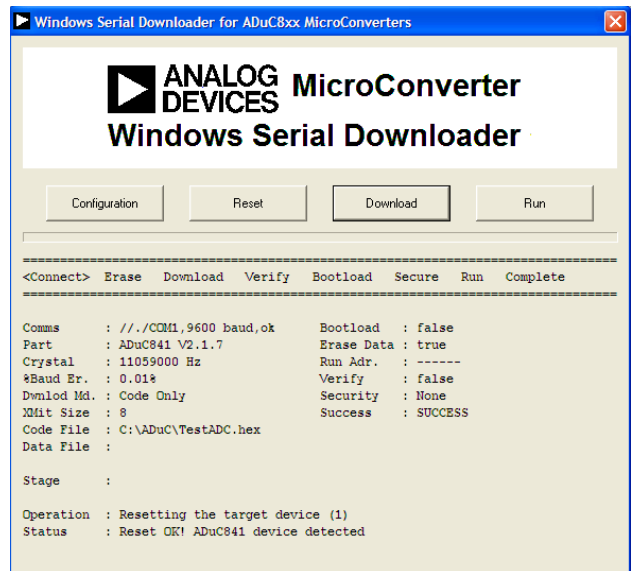 Windows Serial Downloader for ADuC8xx MicroConverters
ANALOG DEVICES MicroConverter
Windows Serial Downloader
Configuration Reset Download Run
<Connect> Erase Download Verify Bootload Secure Run Complete
Comms : //./COM1,9600 baud,ok Bootload : false
Part : ADuC841 V2.1.7 Erase Data : true
Crystal : 11059000 Hz Run Adr. : ------
%Baud Er. : 0.01% Verify : false
Dwnlod Md. : Code Only Security : None
XMit Size : 8 Success : SUCCESS
Code File : C:\ADuC\TestADC.hex
Data File :
Stage :
Operation : Resetting the target device (1)
Status : Reset OK! ADuC841 device detected